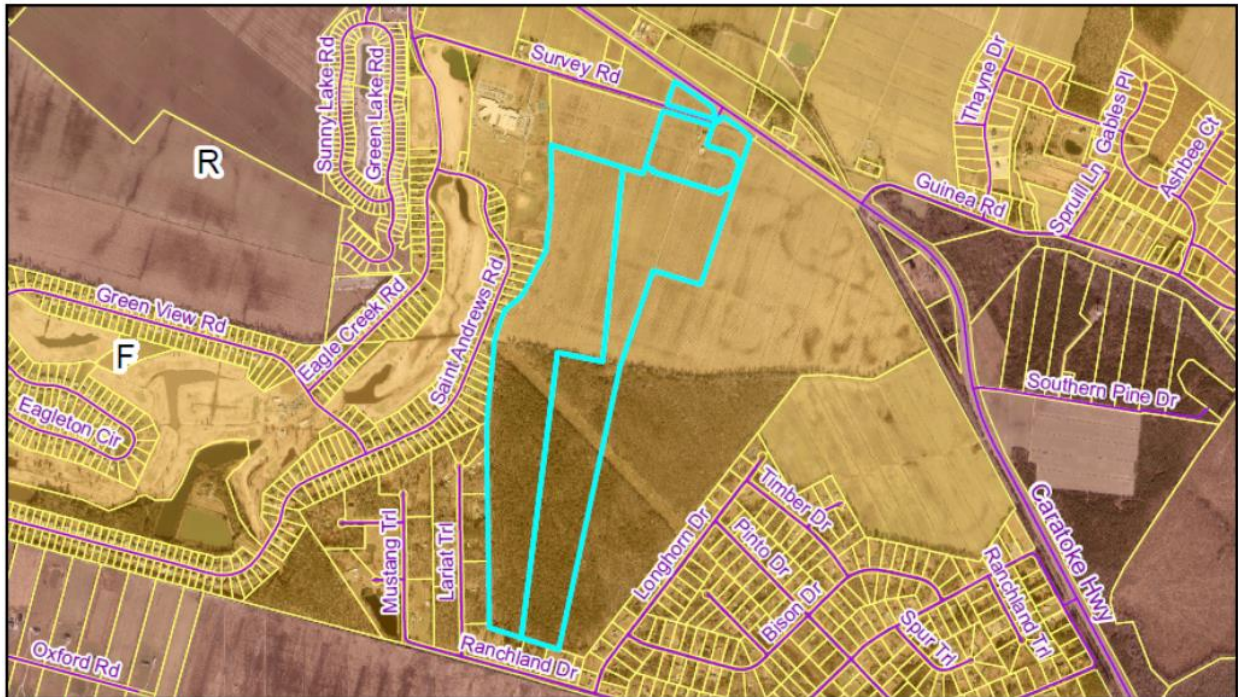 Survey Rd
Sunny Lake Rd
Green Lake Rd
Thayne Dr
Gables Pl
Ashbee Ct
R
Guinea Rd
Spruill Ln
Green View Rd
Eagle Creek Rd
Saint Andrews Rd
F
Eagleton Cir
Southern Pine Dr
Timber Dr
Longhorn Dr
Pinto Dr
Caratoke Hwy
Mustang Trl
Lariat Trl
Bison Dr
Ranchland Trl
Spur Trl
Ranchland Dr
Oxford Rd